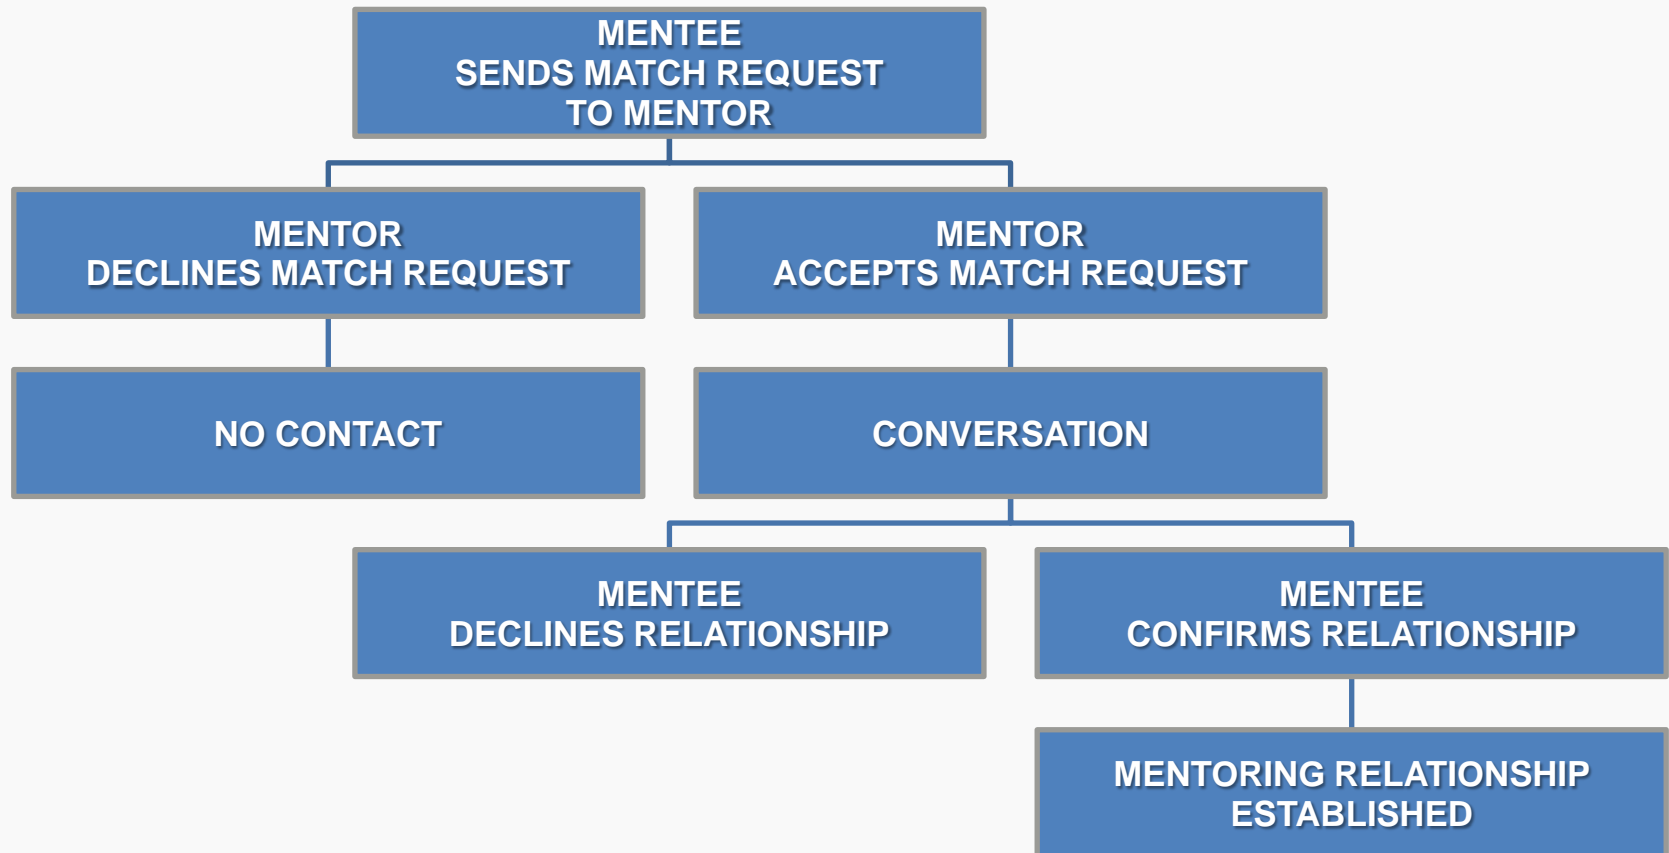 MENTEE
SENDS MATCH REQUEST
TO MENTOR
MENTOR
DECLINES MATCH REQUEST
MENTOR
ACCEPTS MATCH REQUEST
NO CONTACT
CONVERSATION
MENTEE
DECLINES RELATIONSHIP
MENTEE
CONFIRMS RELATIONSHIP
MENTORING RELATIONSHIP
ESTABLISHED